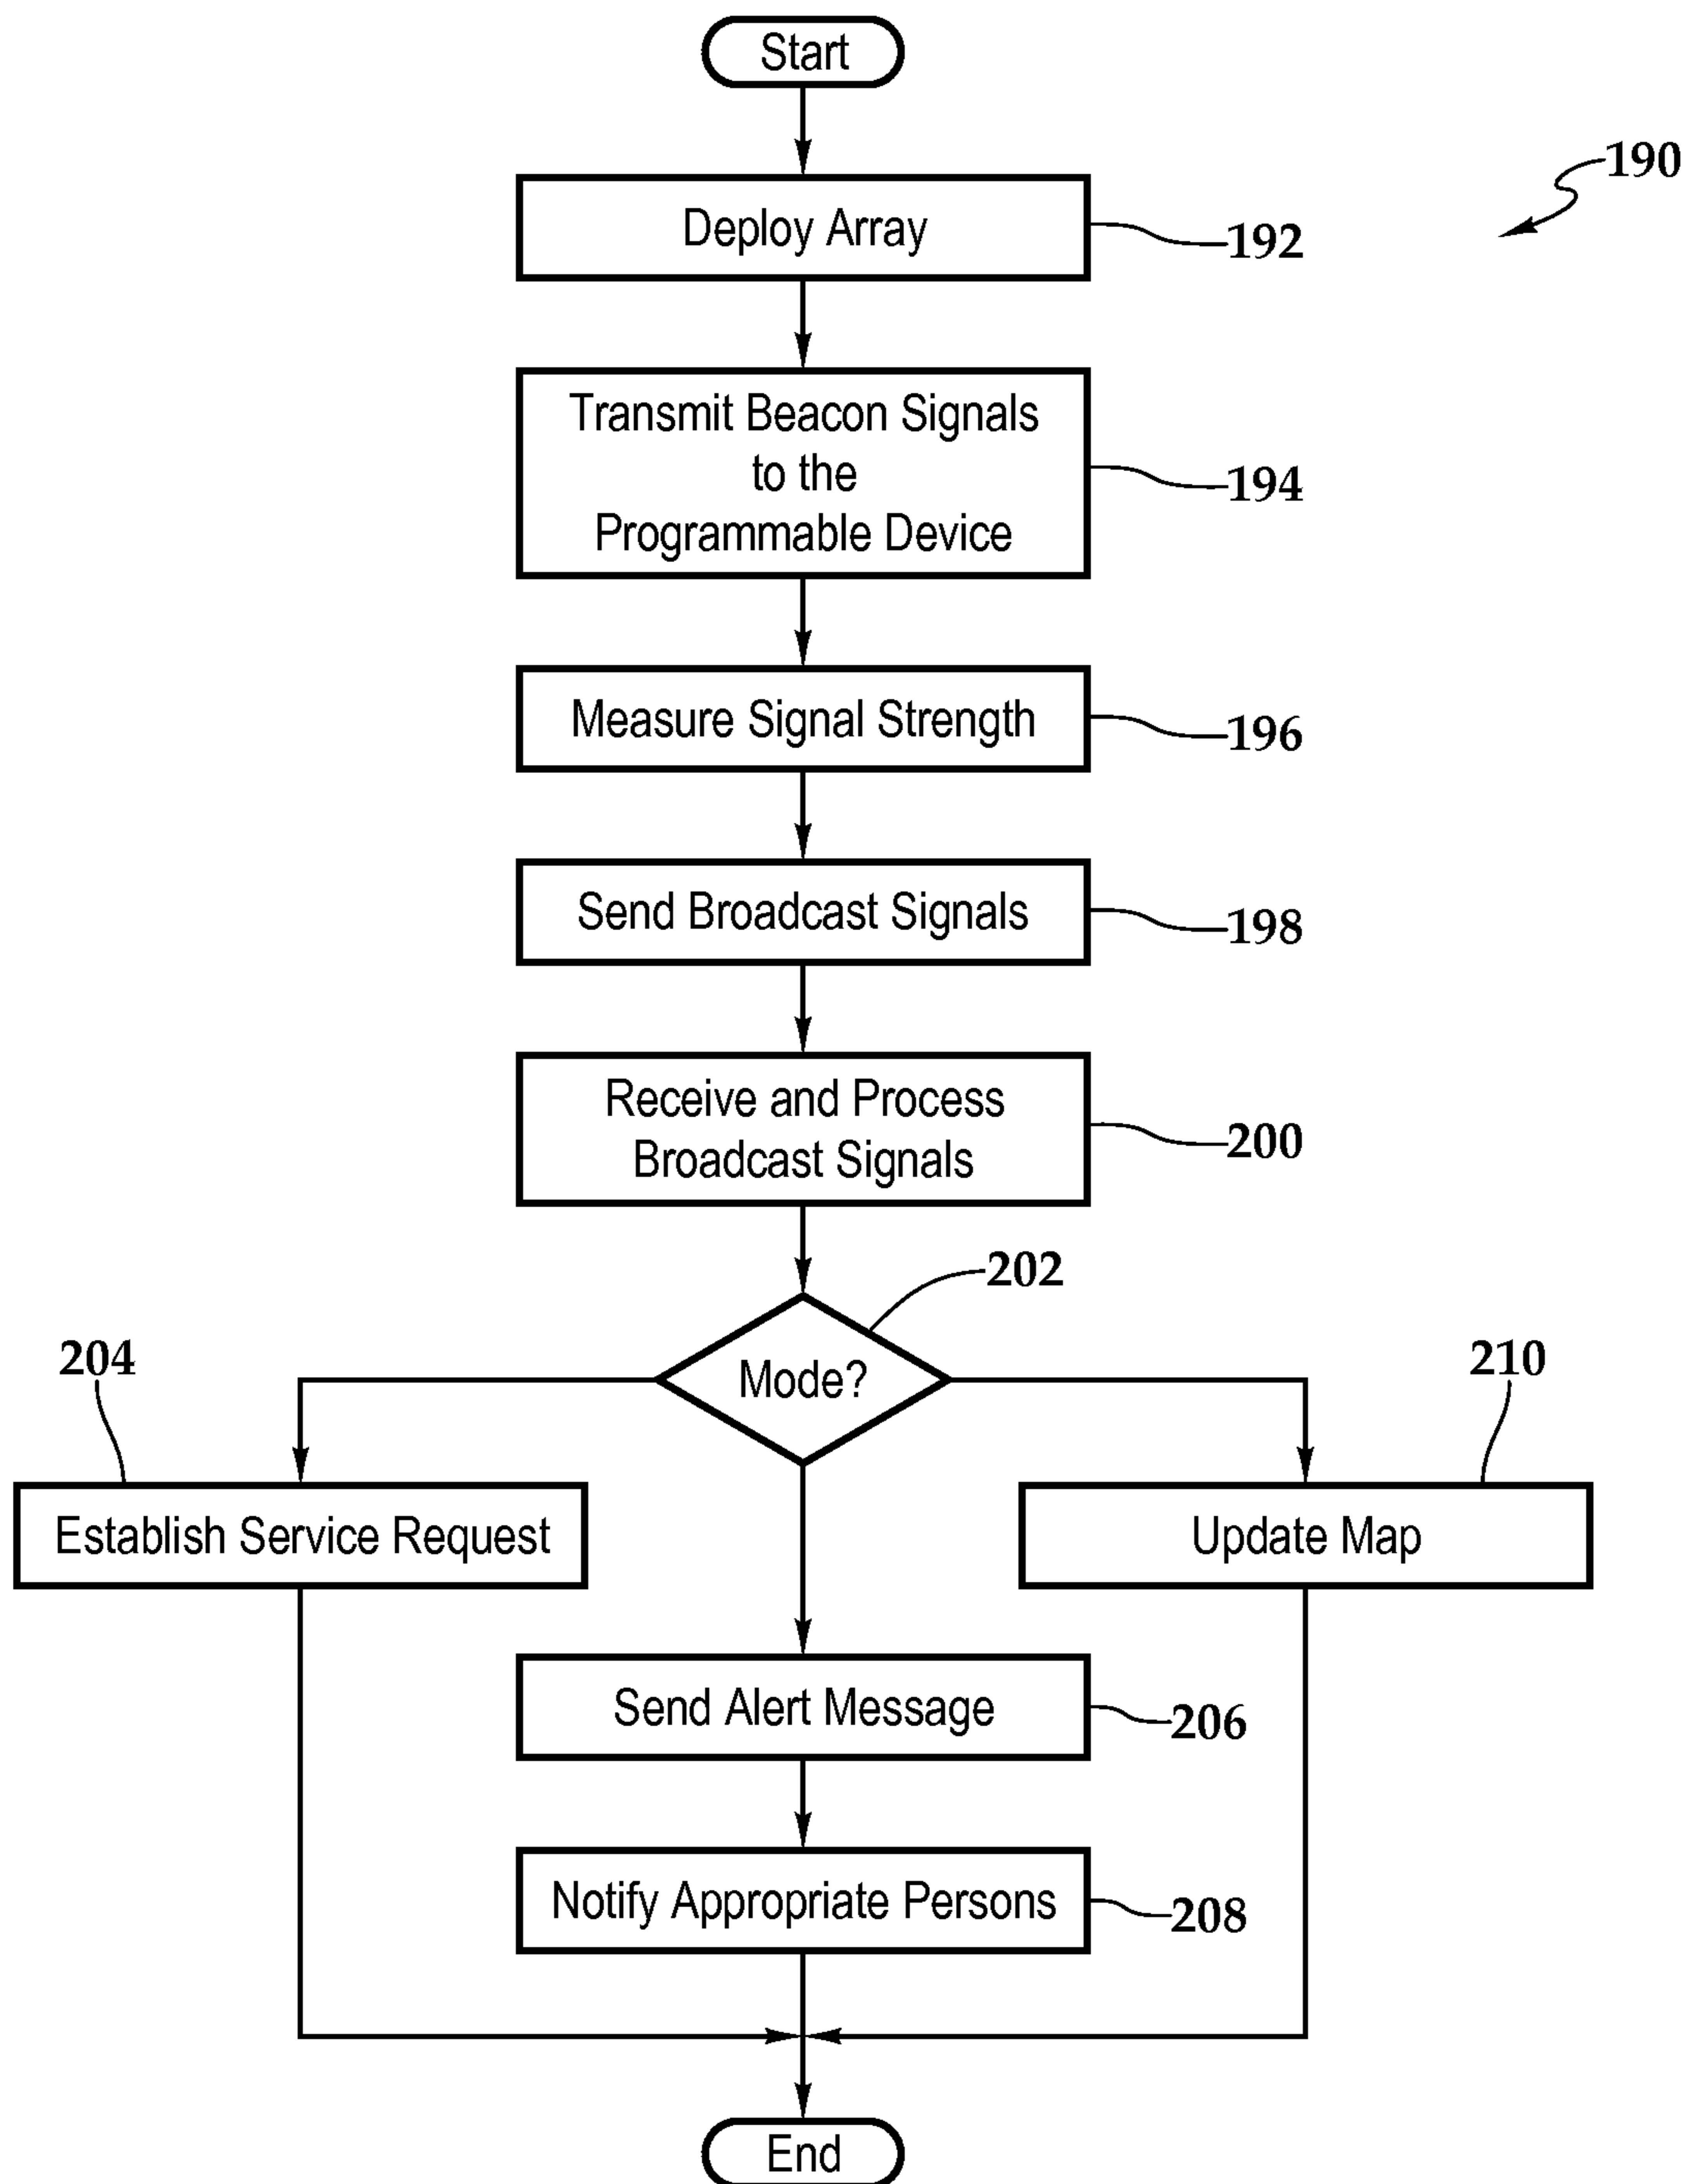 Start
190
Deploy Array
192
Transmit Beacon Signals
to the
Programmable Device
194
Measure Signal Strength
196
Send Broadcast Signals
198
Receive and Process
Broadcast Signals
200
202
Mode?
204
210
Establish Service Request
Update Map
Send Alert Message
206
Notify Appropriate Persons
208
End